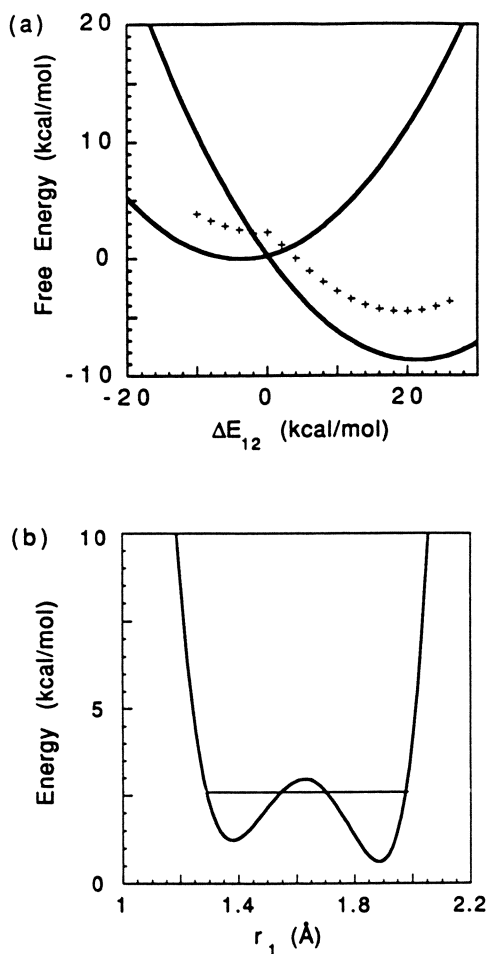 (a)
Free Energy (kcal/mol)
20
10
0
-10
-20 0 20
ΔE₁₂ (kcal/mol)
(b)
Energy (kcal/mol)
10
5
0
1 1.4 1.8 2.2
r₁ (Å)